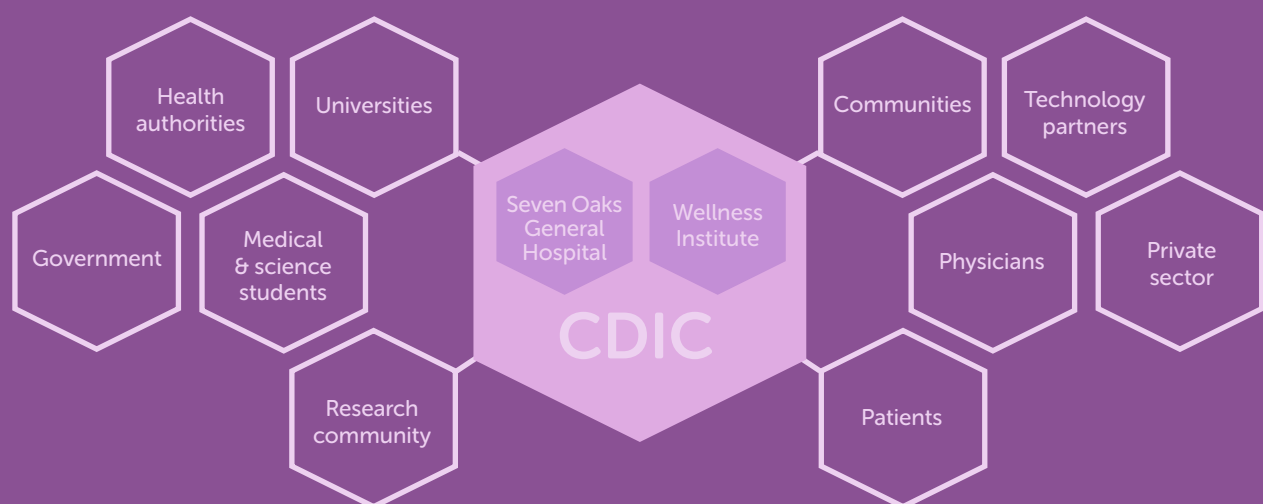 Health
authorities
Universities
Government
Medical
& science
students
Research
community
Seven Oaks
General
Hospital
Wellness
Institute
CDIC
Communities
Technology
partners
Physicians
Private
sector
Patients